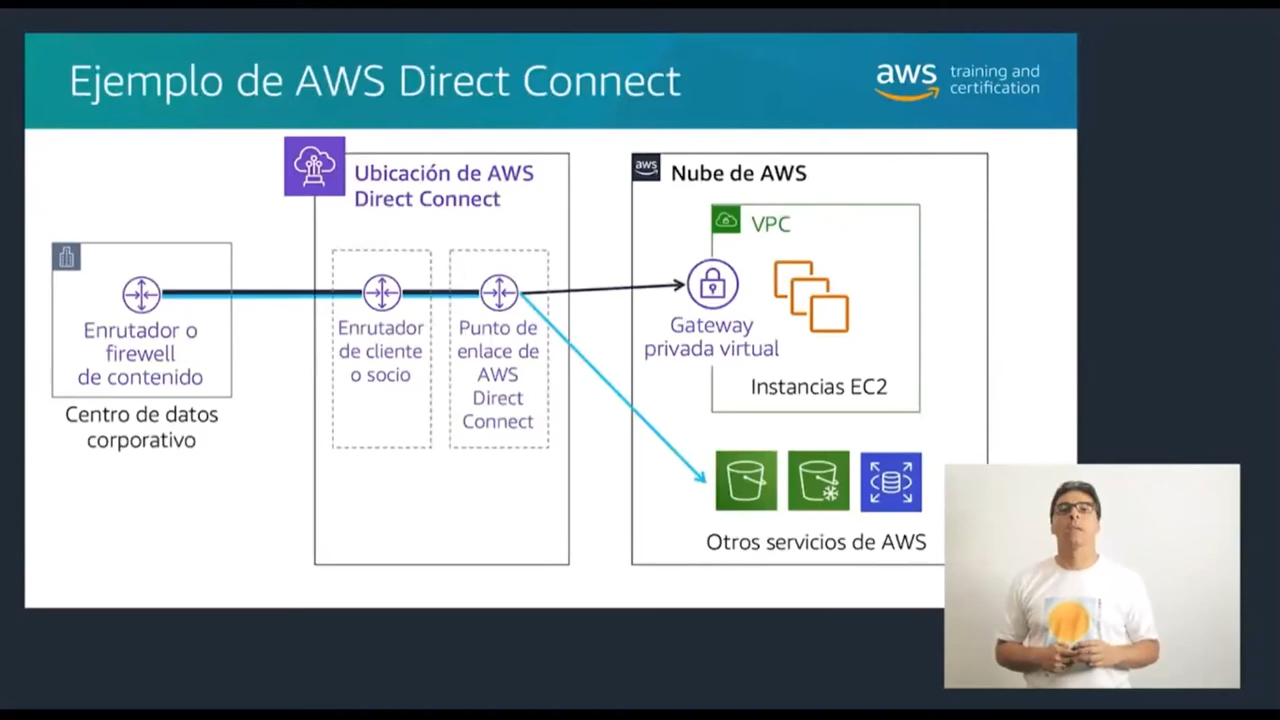 Ejemplo de AWS Direct Connect
aws training and
certification
Ubicación de AWS
Direct Connect
aws
Nube de AWS
VPC
Enrutador o
firewell
de contenido
Centro de datos
corporativo
Enrutador
de cliente
o socio
Punto de
enlace de
AWS
Direct
Connect
Gateway
privada virtual
Instancias EC2
Otros servicios de AWS